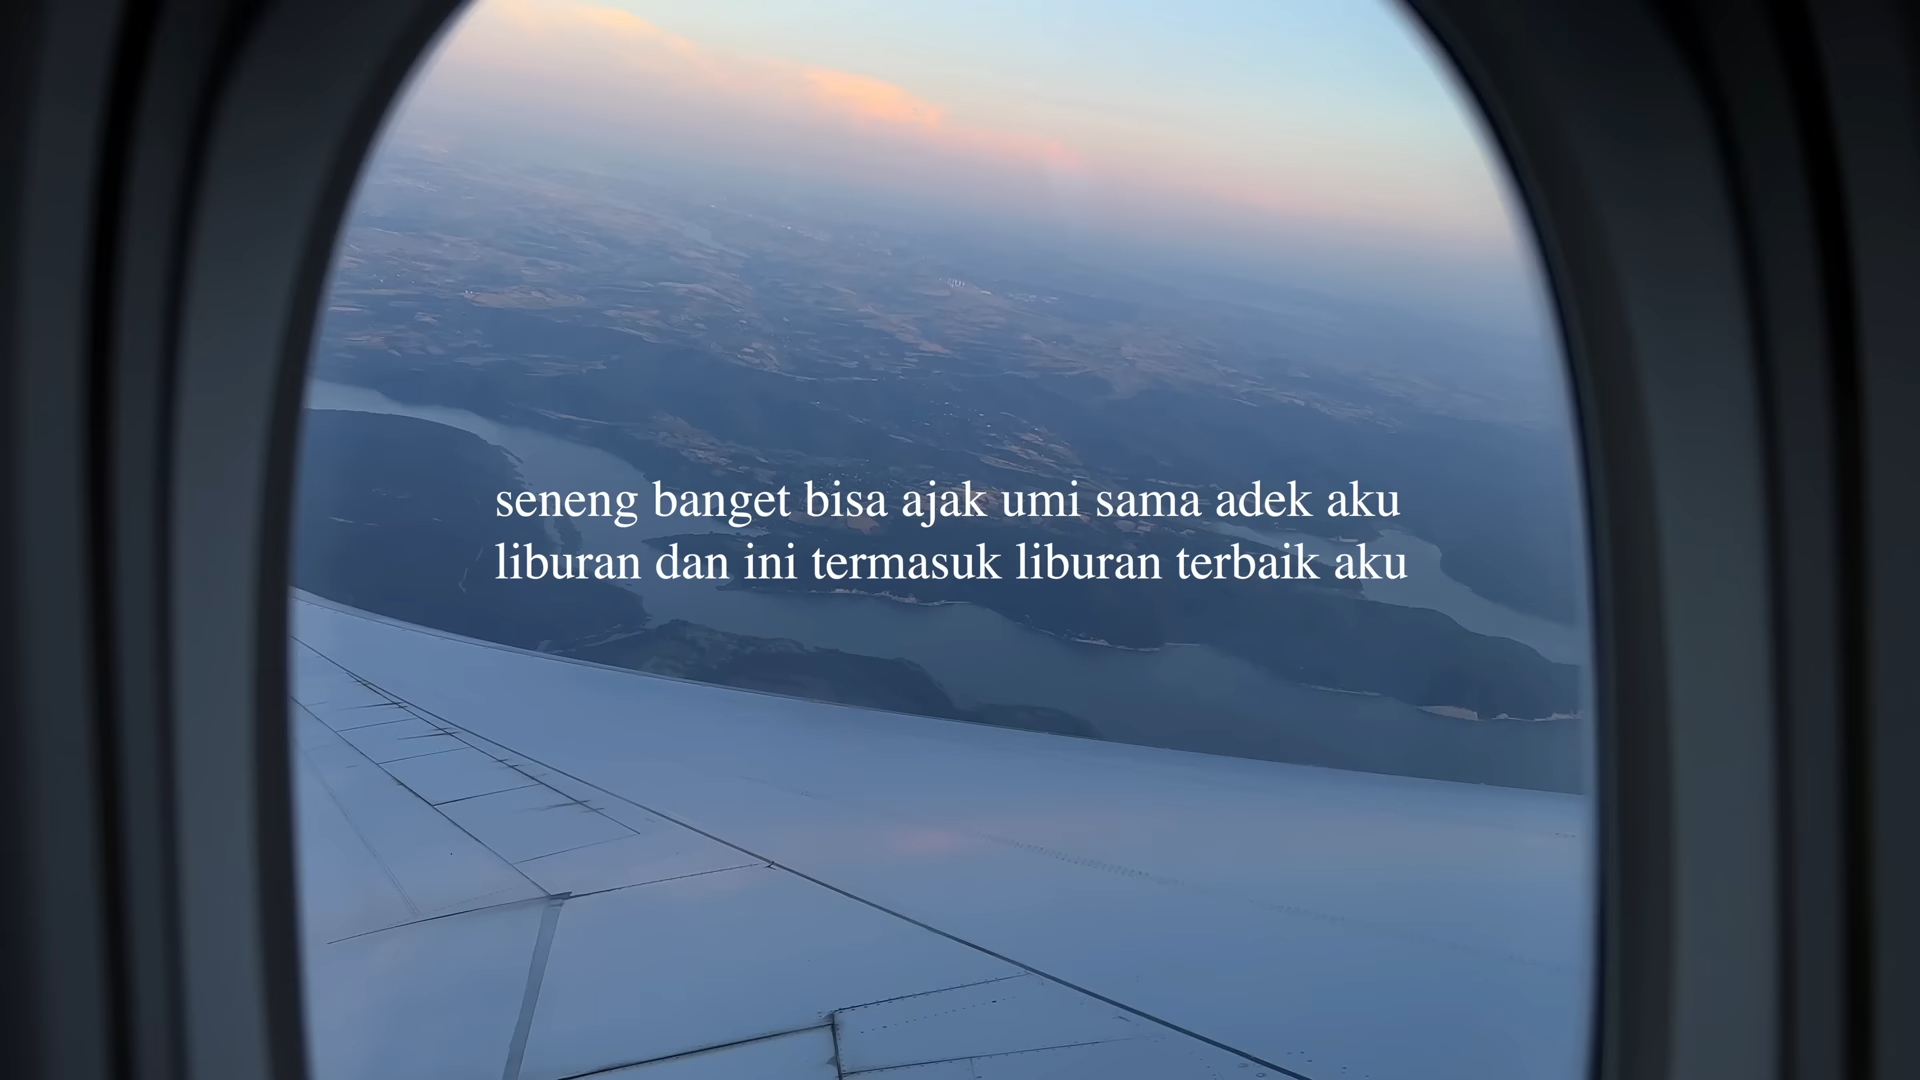 seneng banget bisa ajak umi sama adek aku
liburan dan ini termasuk liburan terbaik aku